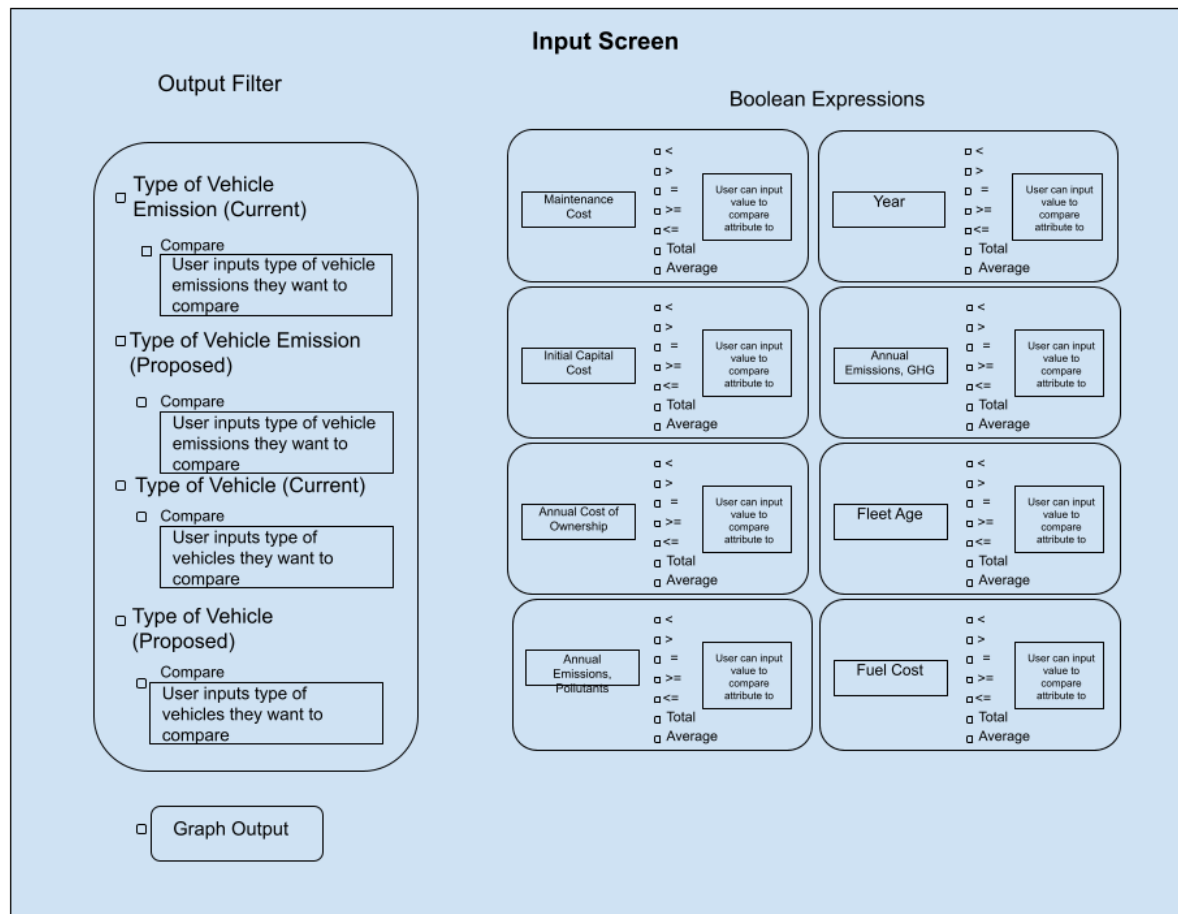 Input Screen
Output Filter
Type of Vehicle
Emission (Current)
Compare
User inputs type of vehicle
emissions they want to
compare
Type of Vehicle Emission
(Proposed)
Compare
User inputs type of vehicle
emissions they want to
compare
Type of Vehicle (Current)
Compare
User inputs type of
vehicles they want to
compare
Type of Vehicle
(Proposed)
Compare
User inputs type of
vehicles they want to
compare
Graph Output
Boolean Expressions
Maintenance
Cost
<
>
=
>=
<=
Total
Average
User can input
value to
compare
attribute to
Year
<
>
=
>=
<=
Total
Average
User can input
value to
compare
attribute to
Initial Capital
Cost
<
>
=
>=
<=
Total
Average
User can input
value to
compare
attribute to
Annual
Emissions, GHG
<
>
=
>=
<=
Total
Average
User can input
value to
compare
attribute to
Annual Cost of
Ownership
<
>
=
>=
<=
Total
Average
User can input
value to
compare
attribute to
Fleet Age
<
>
=
>=
<=
Total
Average
User can input
value to
compare
attribute to
Annual
Emissions,
Pollutants
<
>
=
>=
<=
Total
Average
User can input
value to
compare
attribute to
Fuel Cost
<
>
=
>=
<=
Total
Average
User can input
value to
compare
attribute to